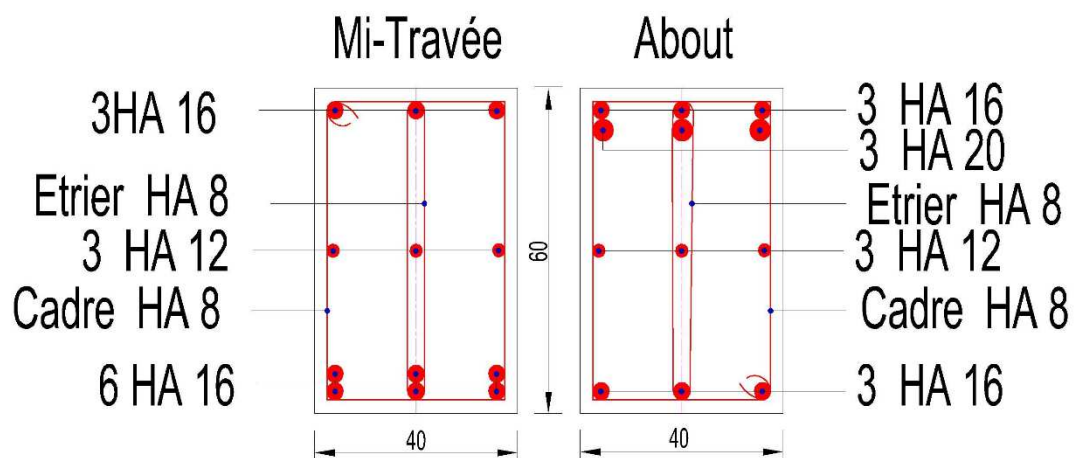 Mi-Travée
About
3HA 16
Etrier HA 8
3 HA 12
Cadre HA 8
6 HA 16
40
60
3 HA 16
3 HA 20
Etrier HA 8
3 HA 12
Cadre HA 8
3 HA 16
40